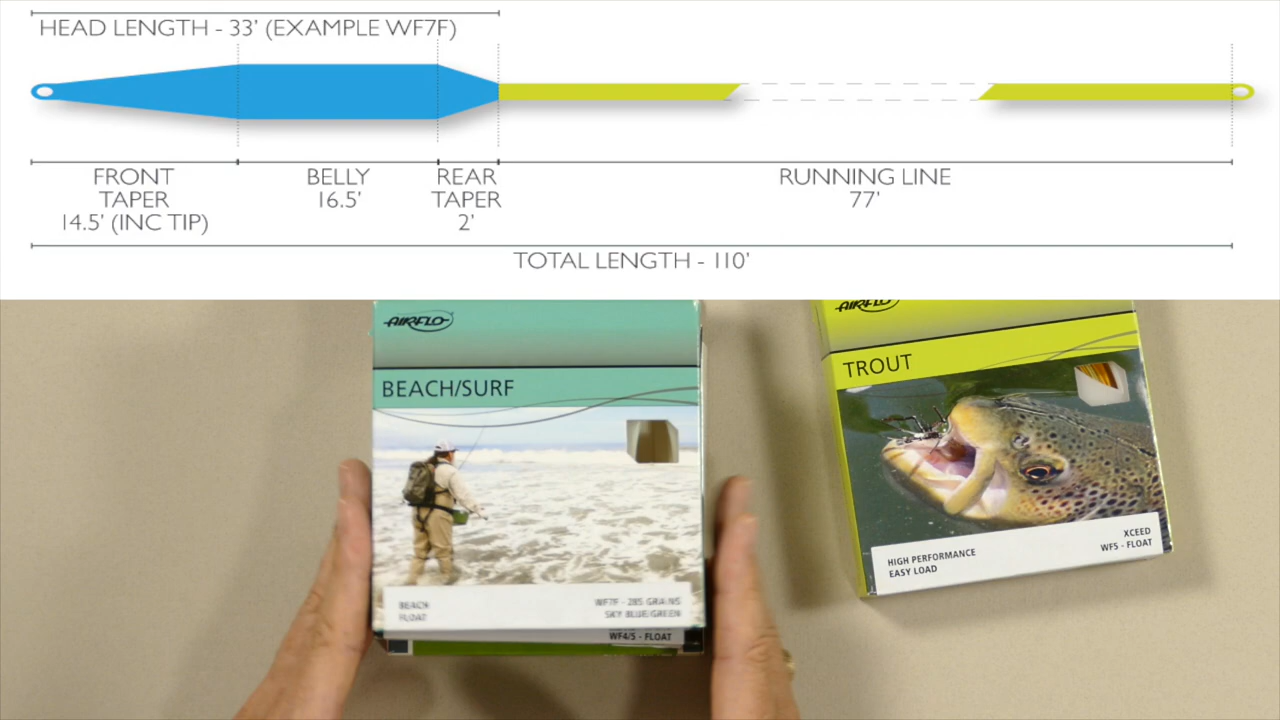 HEAD LENGTH - 33' (EXAMPLE WF7F)
FRONT
TAPER
14.5' (INC TIP)
BELLY
16.5'
REAR
TAPER
2'
RUNNING LINE
77'
TOTAL LENGTH - 110'
AIRFLO
BEACH/SURF
BEACH
FLOAT
WF7F - 285 GRAINS
SKY BLUE/GREEN
WF4/5 - FLOAT
AIRFLO
TROUT
HIGH PERFORMANCE
EASY LOAD
XCEED
WF5 - FLOAT